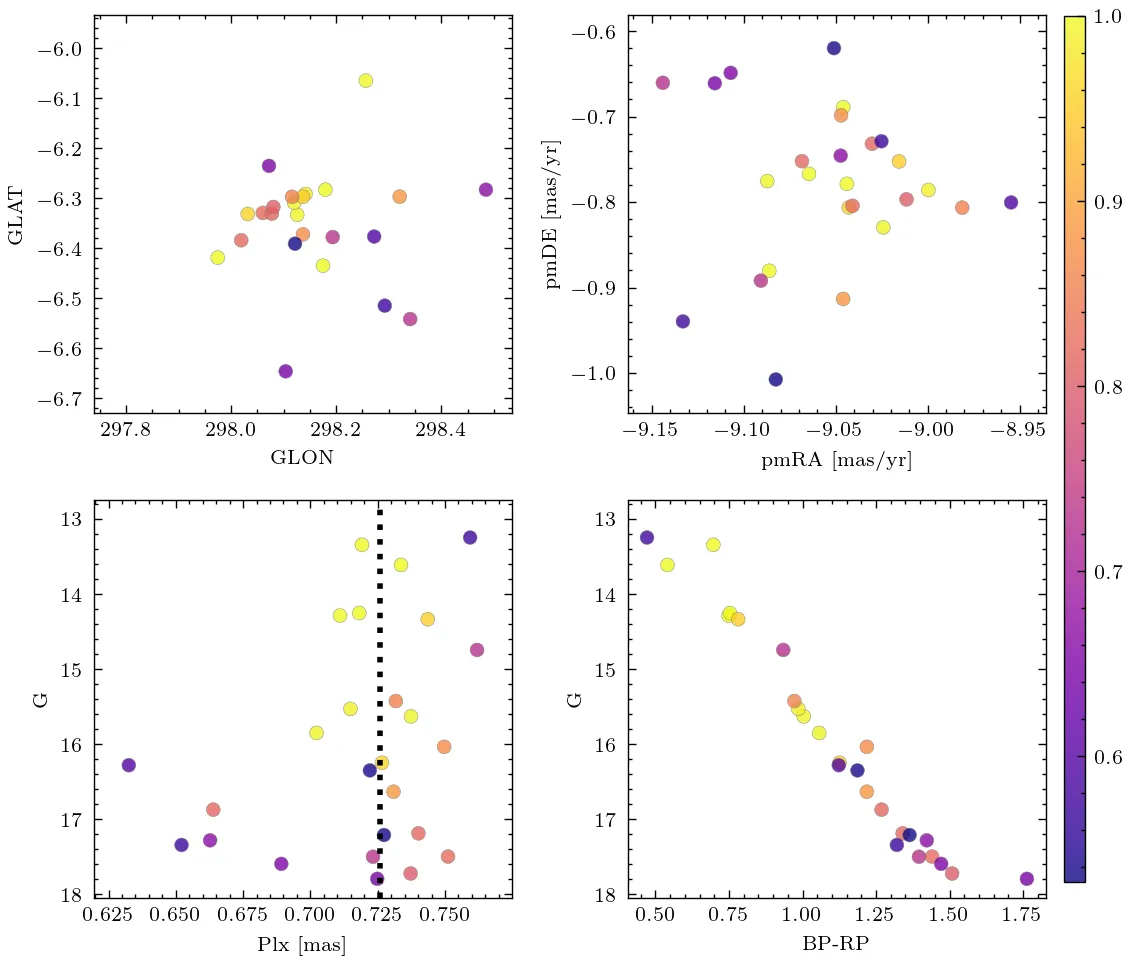 −6.0
−6.1
−6.2
−6.3
−6.4
−6.5
−6.6
−6.7
GLAT
297.8 298.0 298.2 298.4
GLON
−0.6
−0.7
−0.8
−0.9
−1.0
pmDE [mas/yr]
−9.15 −9.10 −9.05 −9.00 −8.95
pmRA [mas/yr]
1.0
0.9
0.8
0.7
0.6
13
14
15
16
17
18
G
0.625 0.650 0.675 0.700 0.725 0.750
Plx [mas]
13
14
15
16
17
18
G
0.50 0.75 1.00 1.25 1.50 1.75
BP-RP